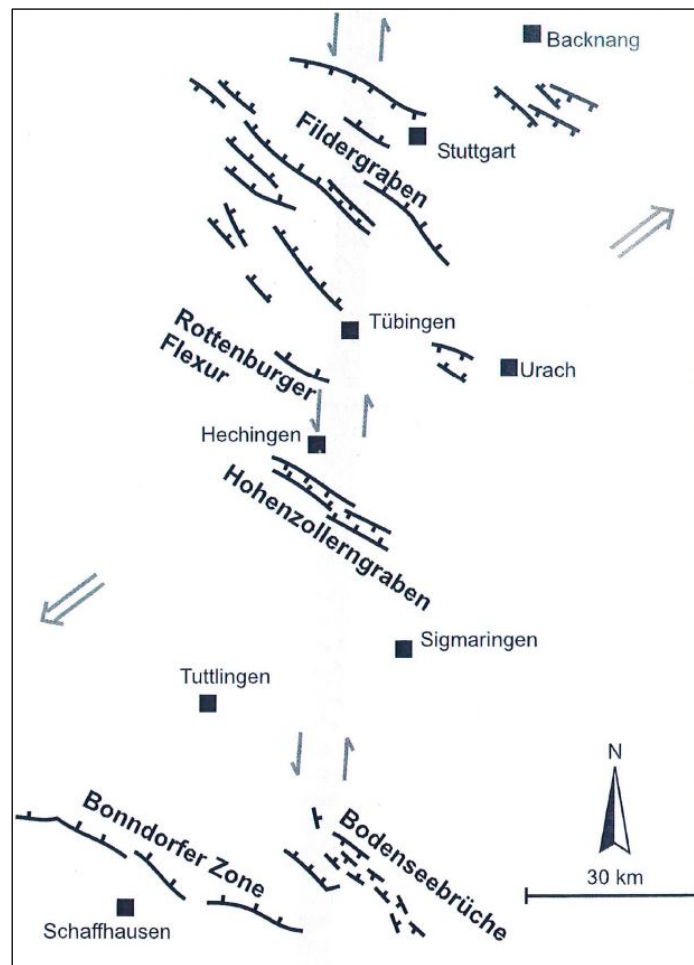 Backnang
Stuttgart
Fildergraben
Tübingen
Rottenburger
Flexur
Urach
Hechingen
Hohenzollerngraben
Sigmaringen
Tuttlingen
N
Bonndorfer Zone
Bodenseebrüche
30 km
Schaffhausen